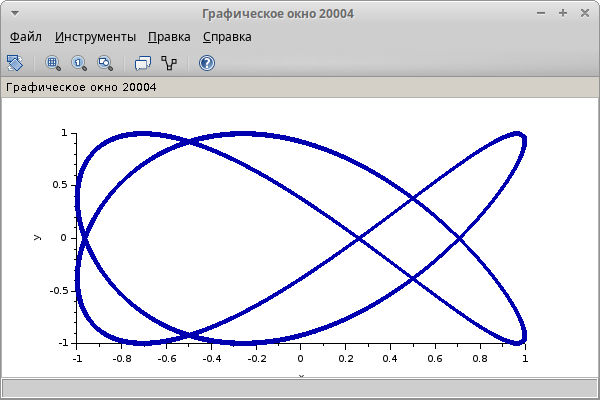 Графическое окно 20004
Файл Инструменты Правка Справка
Графическое окно 20004
1
0.5
0
-0.5
-1
y
-1 -0.8 -0.6 -0.4 -0.2 0 0.2 0.4 0.6 0.8 1